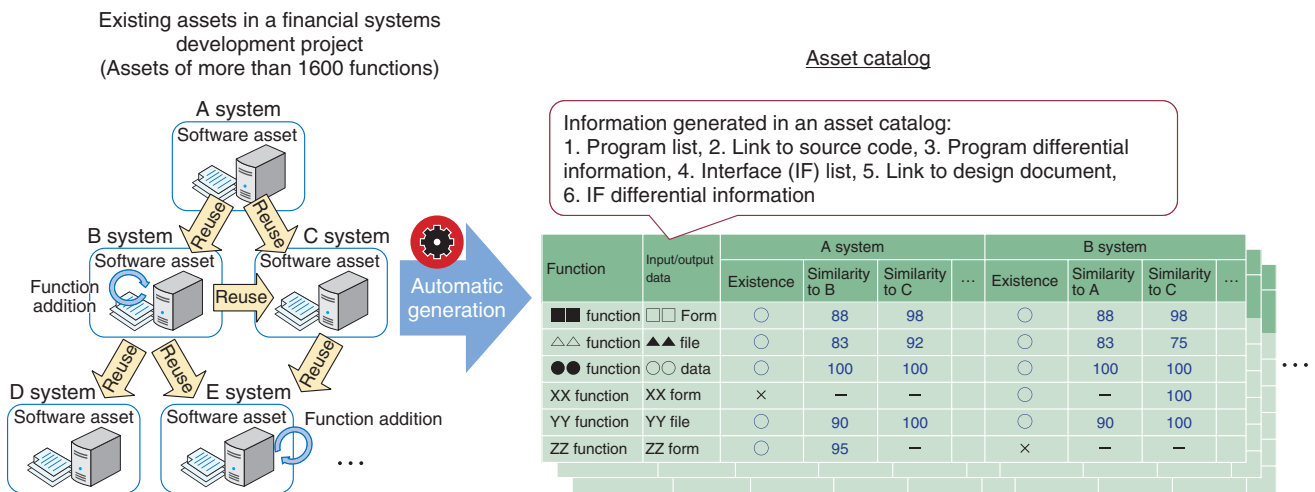 Existing assets in a financial systems
development project
(Assets of more than 1600 functions)
A system
Software asset
Reuse
Reuse
B system
Software asset
Function
addition
Reuse
C system
Software asset
Reuse
Reuse
Reuse
D system
Software asset
E system
Software asset
Function addition
...
Automatic
generation
Asset catalog
Information generated in an asset catalog:
1. Program list, 2. Link to source code, 3. Program differential
information, 4. Interface (IF) list, 5. Link to design document,
6. IF differential information
Function Input/output data A system B system
Existence Similarity to B Similarity to C ... Existence Similarity to A Similarity to C ...
■■ function □□ Form ○ 88 98 ○ 88 98
△△ function ▲▲ file ○ 83 92 ○ 83 75
●● function ○○ data ○ 100 100 ○ 100 100
XX function XX form × – – ○ – 100
YY function YY file ○ 90 100 ○ 90 100
ZZ function ZZ form ○ 95 – × – –
...